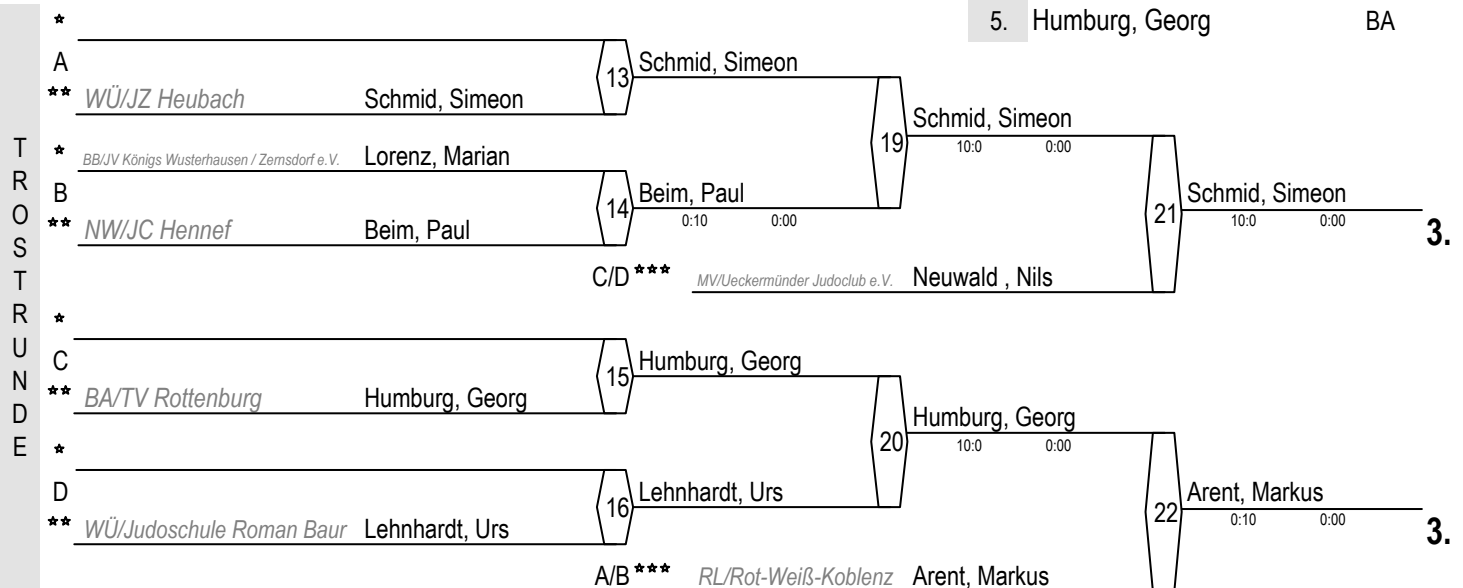 5. Humburg, Georg BA
TROSTRUNDE
*
A
13 Schmid, Simeon
** WÜ/JZ Heubach Schmid, Simeon
19 Schmid, Simeon
10:0 0:00
* BB/JV Königs Wusterhausen / Zernsdorf e.V. Lorenz, Marian
B
14 Beim, Paul
0:10 0:00
** NW/JC Hennef Beim, Paul
21 Schmid, Simeon
10:0 0:00
3.
C/D *** MV/Ueckermünder Judoclub e.V. Neuwald , Nils
*
C
15 Humburg, Georg
** BA/TV Rottenburg Humburg, Georg
20 Humburg, Georg
10:0 0:00
*
D
16 Lehnhardt, Urs
** WÜ/Judoschule Roman Baur Lehnhardt, Urs
22 Arent, Markus
0:10 0:00
3.
A/B *** RL/Rot-Weiß-Koblenz Arent, Markus